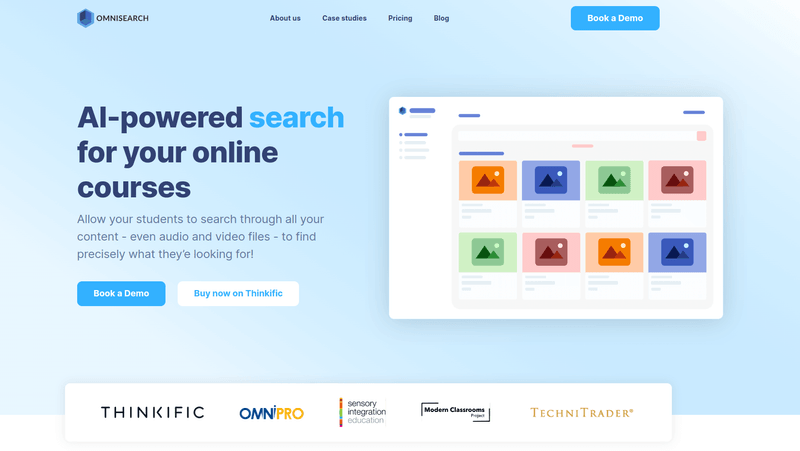 OMNISEARCH
About us
Case studies
Pricing
Blog
Book a Demo
AI-powered search
for your online
courses
Allow your students to search through all your
content - even audio and video files - to find
precisely what they'e looking for!
Book a Demo
Buy now on Thinkific
THINKIFIC
OMNiPRO
sensory
integration
education
Modern Classrooms
Project
TECHNITRADER®